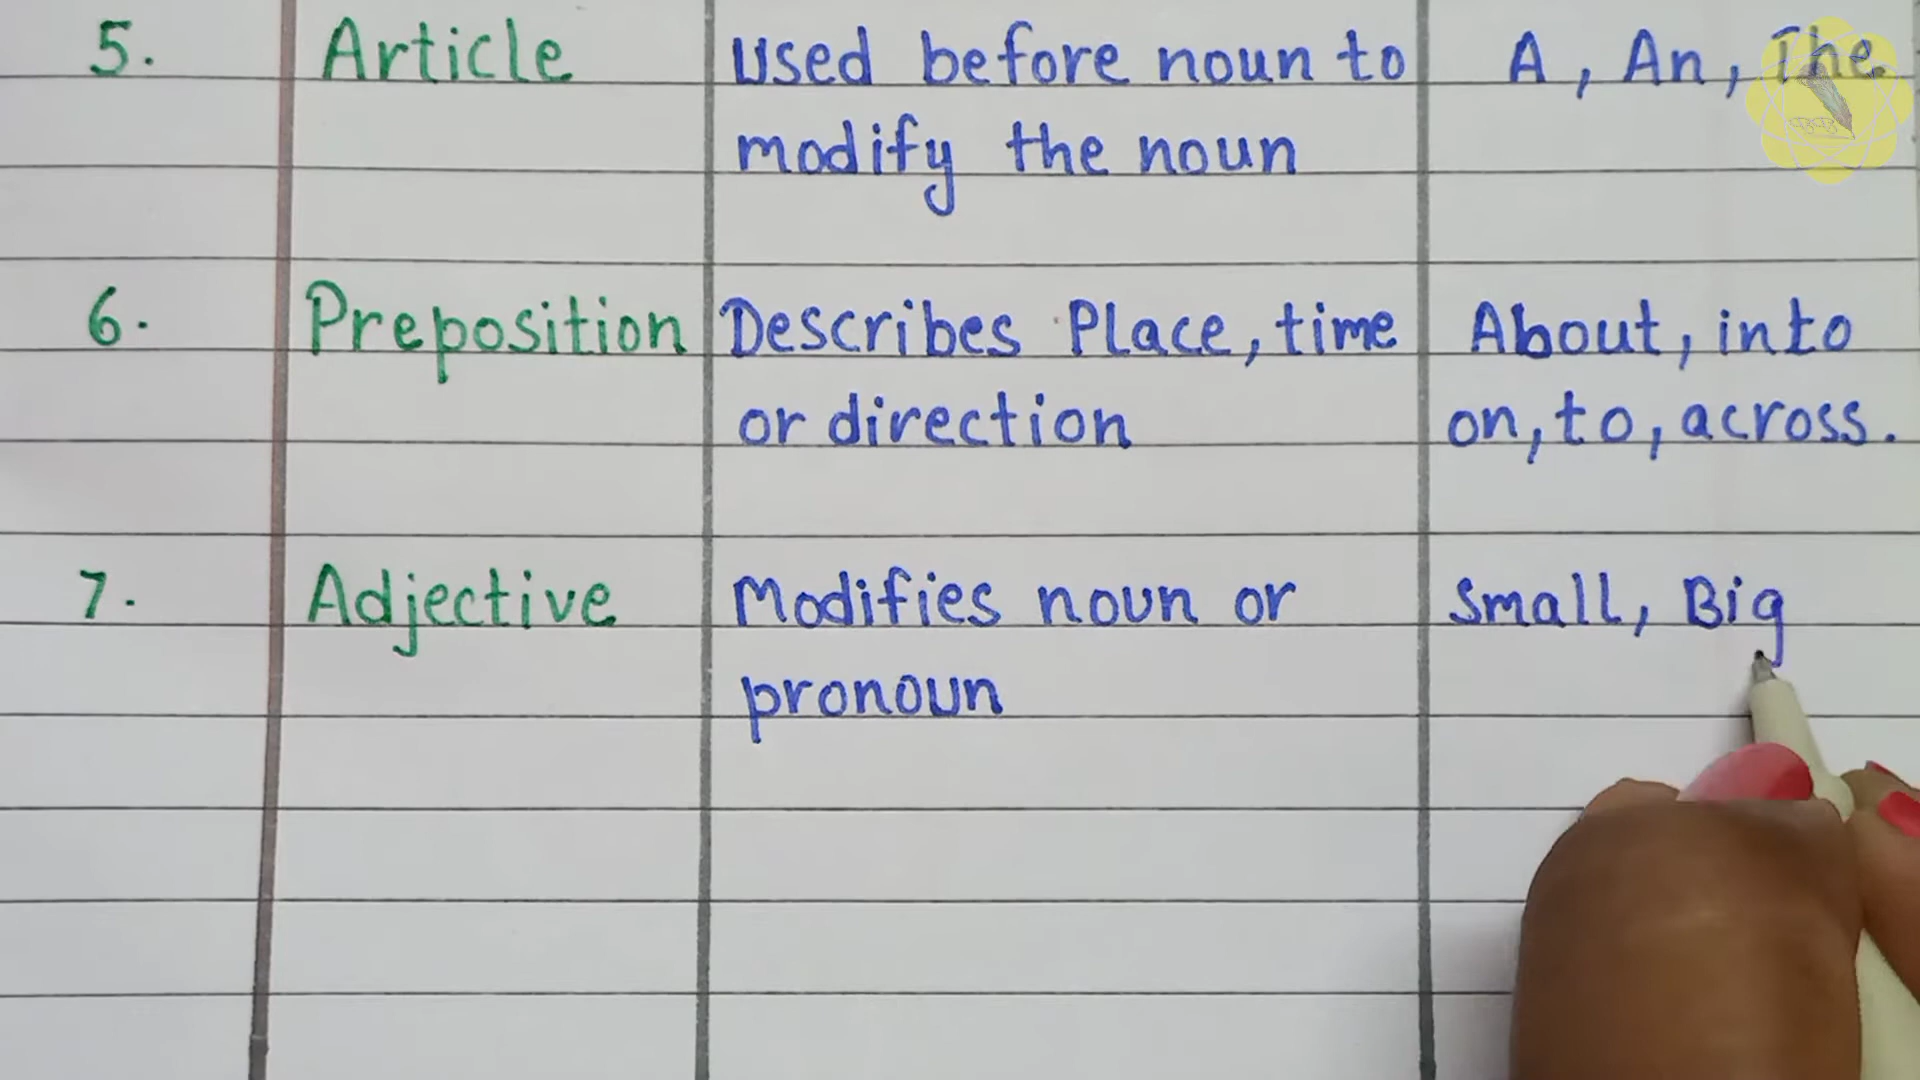 5. Article Used before noun to A, An, The
modify the noun
6. Preposition Describes Place, time About, into
or direction on, to, across.
7. Adjective Modifies noun or Small, Big
pronoun